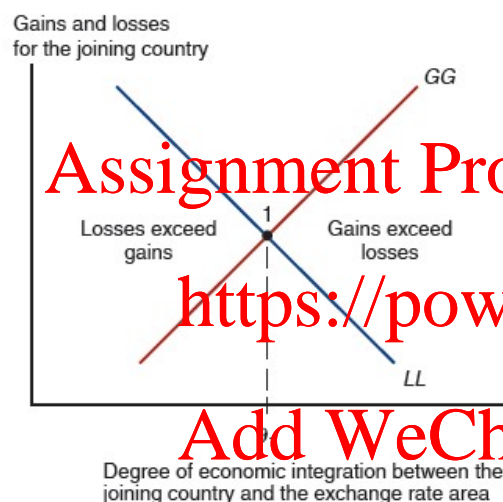 Gains and losses
for the joining country
GG
Assignment Pro
1
Losses exceed
gains
Gains exceed
losses
https://pow
LL
Add WeCh
Degree of economic integration between the
joining country and the exchange rate area